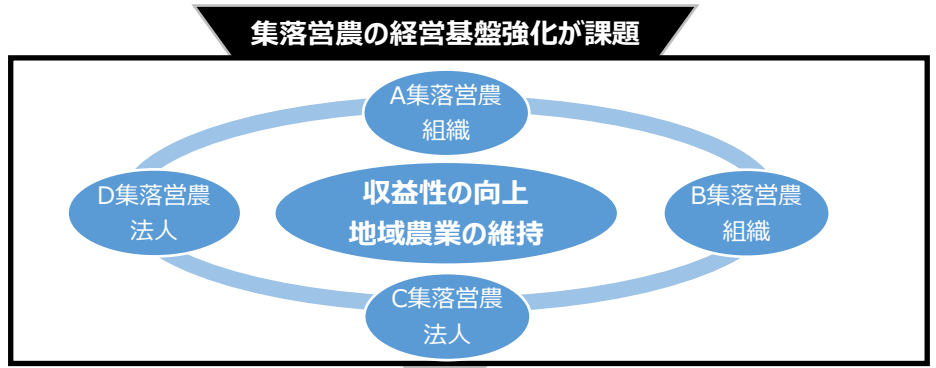 集落営農の経営基盤強化が課題
A集落営農
組織
D集落営農
法人
収益性の向上
地域農業の維持
B集落営農
組織
C集落営農
法人